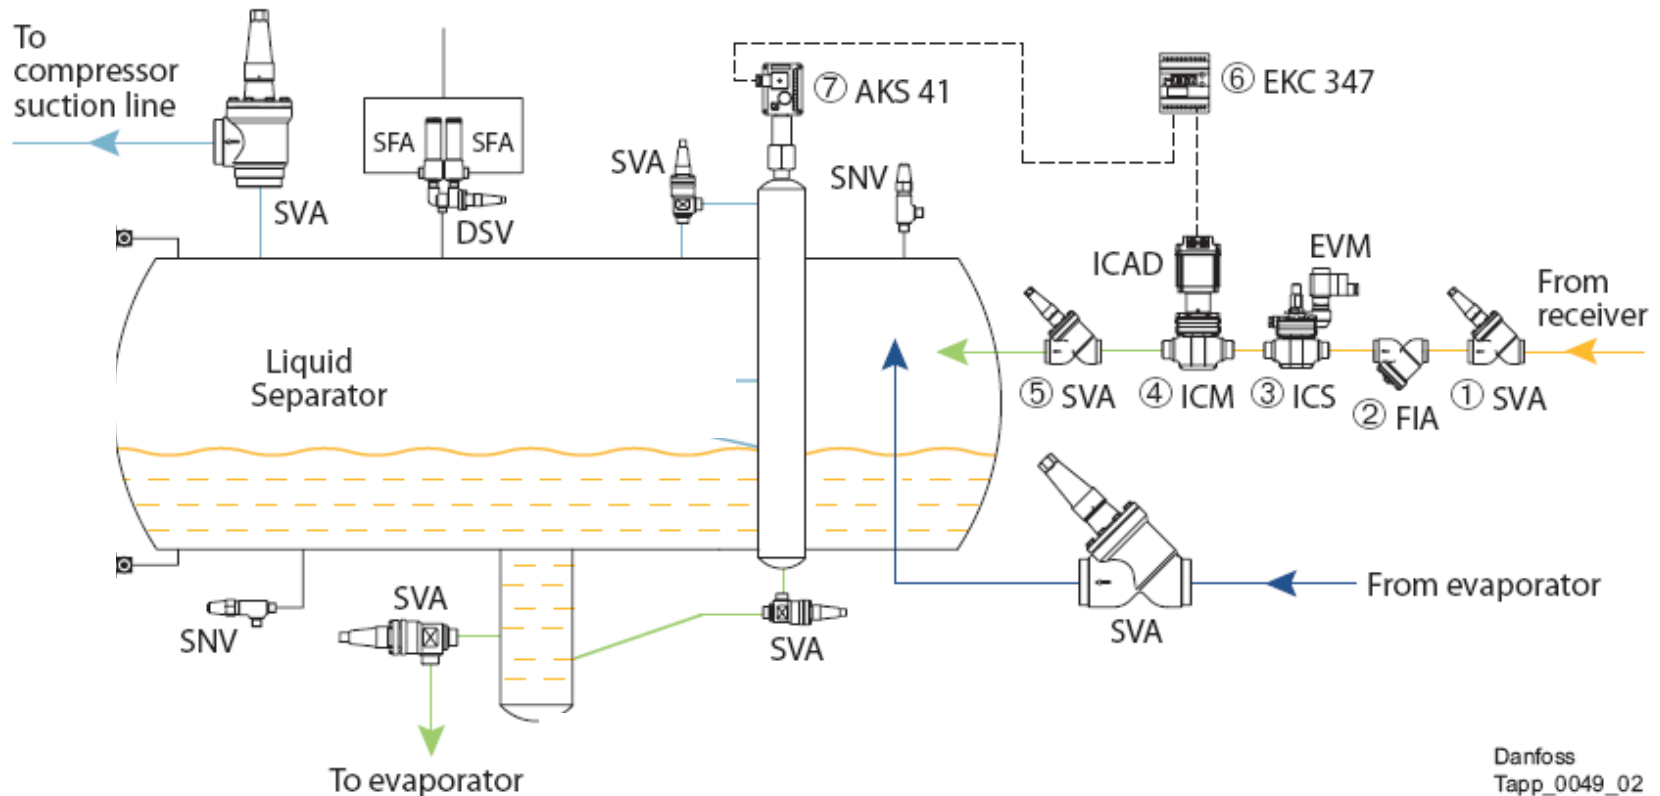 To
compressor
suction line
SVA
SFA
SFA
DSV
SVA
⑦ AKS 41
SNV
⑥ EKC 347
ICAD
EVM
From
receiver
⑤ SVA
④ ICM
③ ICS
② FIA
① SVA
Liquid
Separator
From evaporator
SVA
SNV
SVA
SVA
To evaporator
Danfoss
Tapp_0049_02